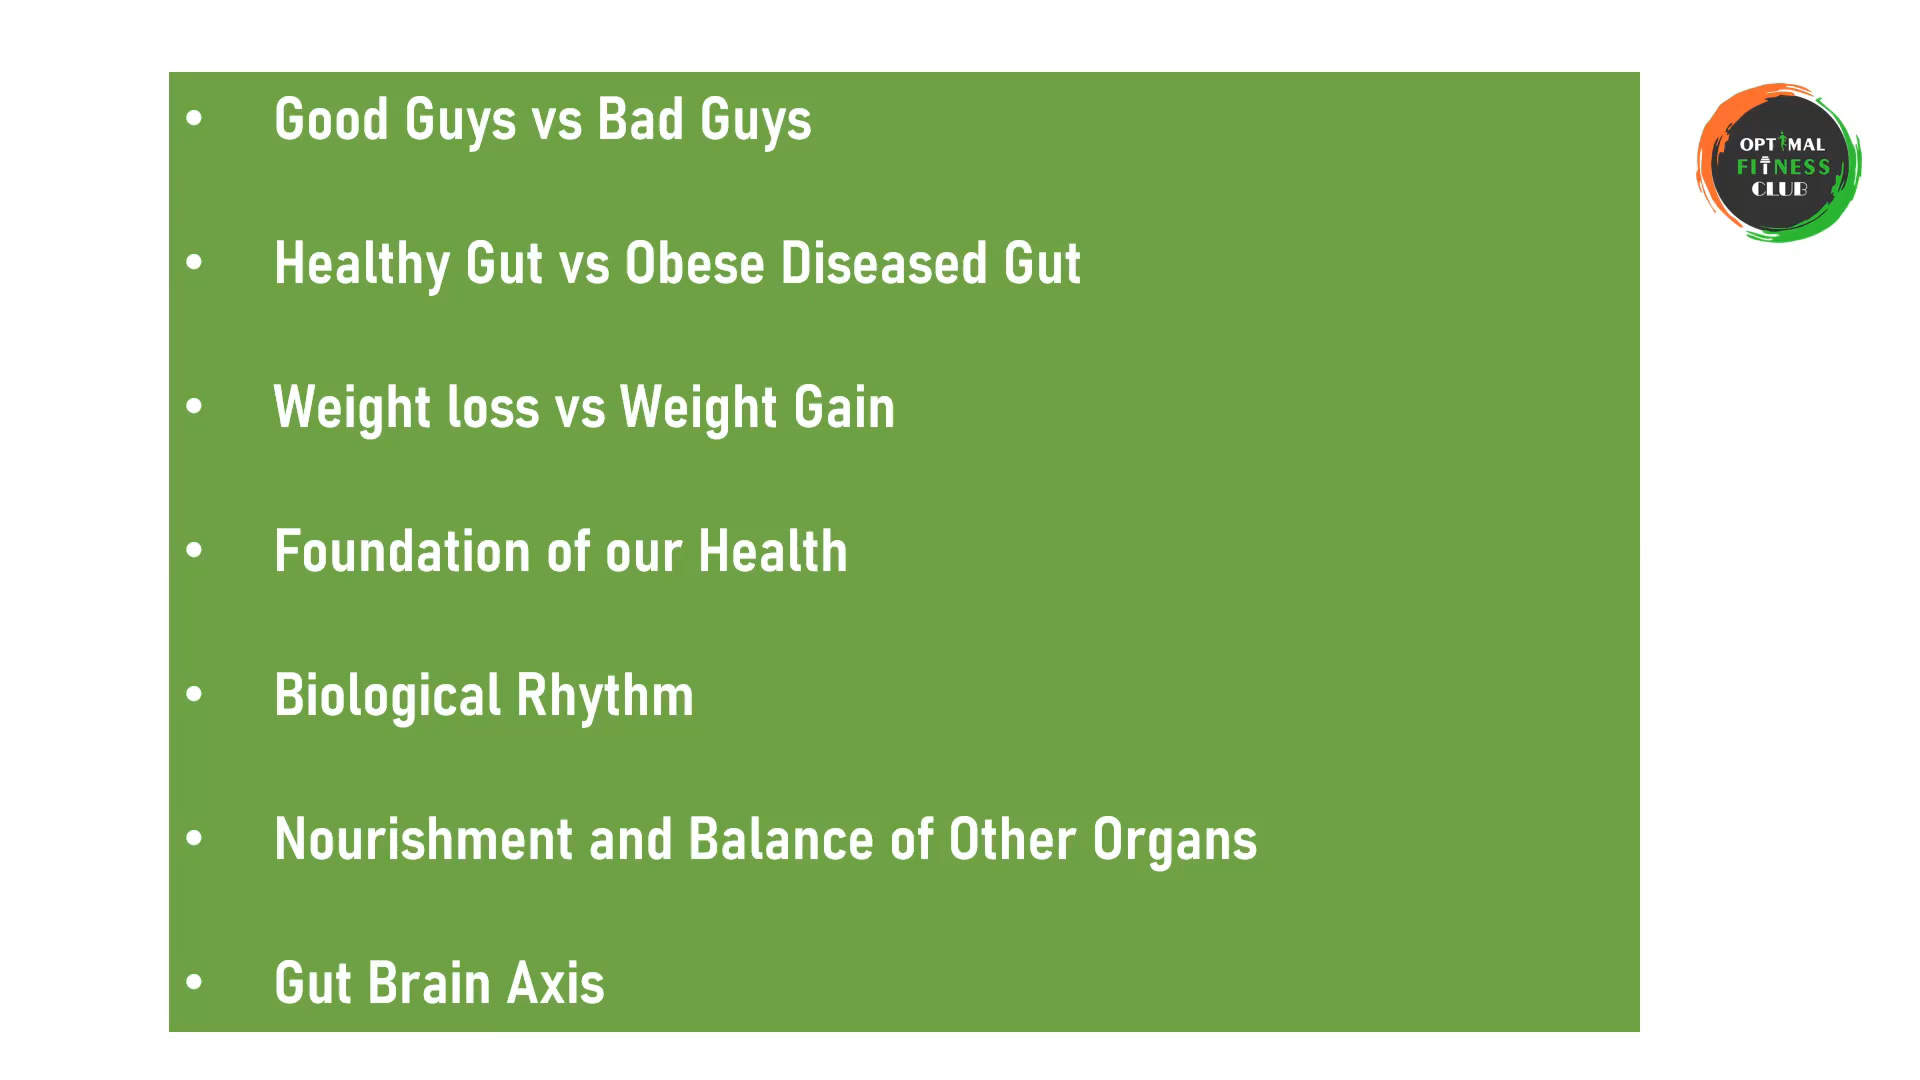 • Good Guys vs Bad Guys
• Healthy Gut vs Obese Diseased Gut
• Weight loss vs Weight Gain
• Foundation of our Health
• Biological Rhythm
• Nourishment and Balance of Other Organs
• Gut Brain Axis
OPTIMAL
FITNESS
CLUB